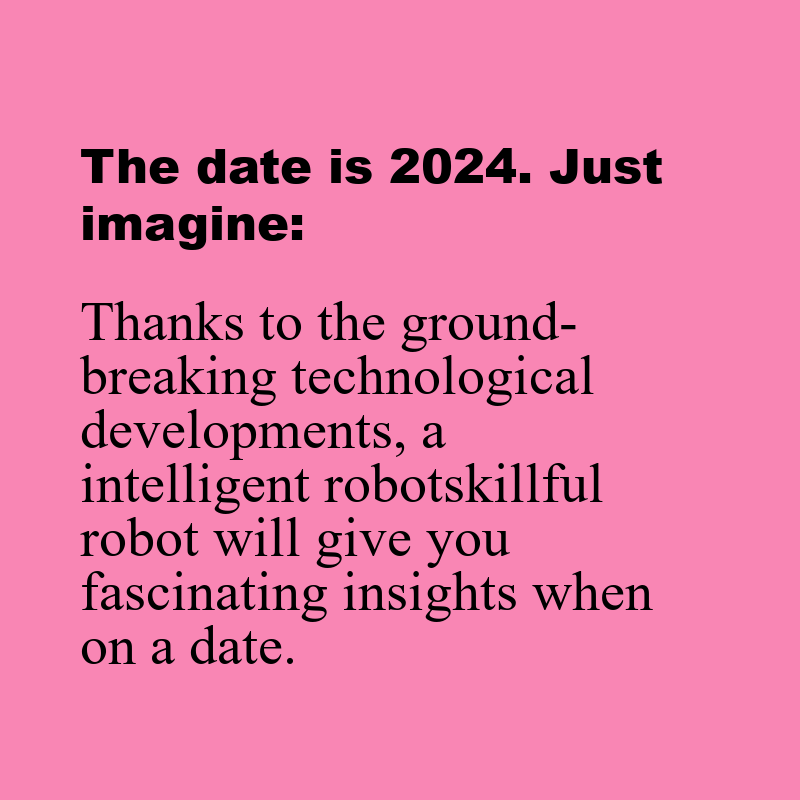 The date is 2024. Just
imagine:
Thanks to the ground-
breaking technological
developments, a
intelligent robotskillful
robot will give you
fascinating insights when
on a date.